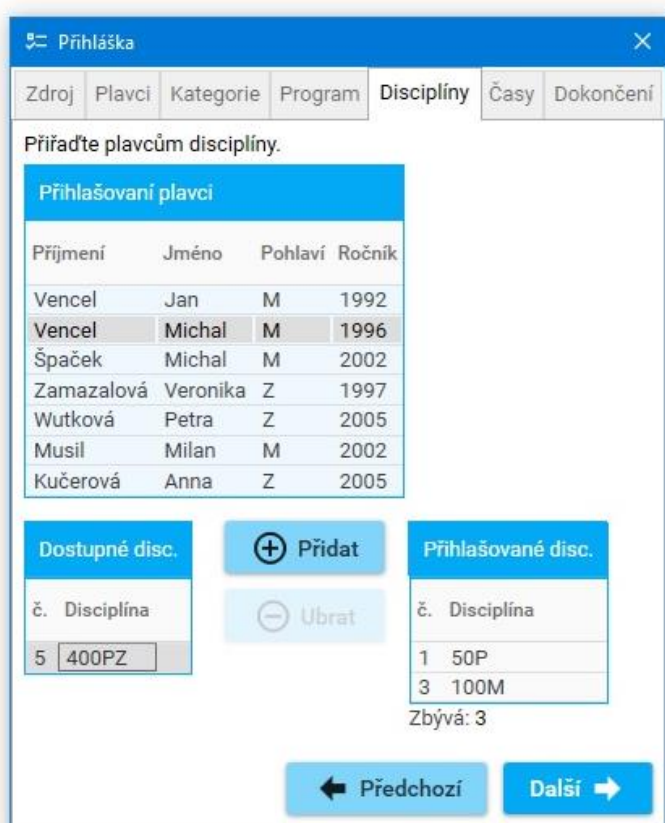 Přihláška
Zdroj Plavci Kategorie Program Disciplíny Časy Dokončení
Přiřaďte plavcům disciplíny.
Přihlašovaní plavci
Příjmení Jméno Pohlaví Ročník
Vencel Jan M 1992
Vencel Michal M 1996
Špaček Michal M 2002
Zamazalová Veronika Z 1997
Wutková Petra Z 2005
Musil Milan M 2002
Kučerová Anna Z 2005
Dostupné disc. Přidat Přihlašované disc.
č. Disciplína Ubrat č. Disciplína
5 400PZ 1 50P
3 100M
Zbývá: 3
Předchozí Další